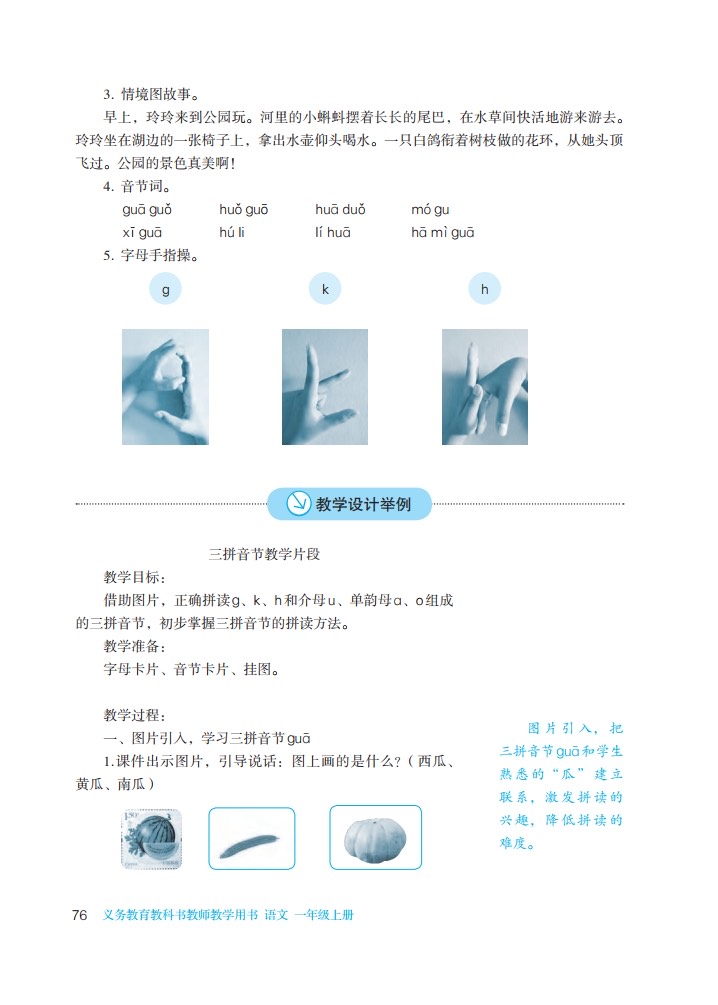 3. 情境图故事。
早上，玲玲来到公园玩。河里的小蝌蚪摆着长长的尾巴，在水草间快活地游来游去。
玲玲坐在湖边的一张椅子上，拿出水壶仰头喝水。一只白鸽衔着树枝做的花环，从她头顶
飞过。公园的景色真美啊！
4. 音节词。
guā guǒ huǒ guō huā duǒ mó gu
xī guā hú li lí huā hā mì guā
5. 字母手指操。
g k h
教学设计举例
三拼音节教学片段
教学目标：
借助图片，正确拼读g、k、h和介母u、单韵母ɑ、o组成
的三拼音节，初步掌握三拼音节的拼读方法。
教学准备：
字母卡片、音节卡片、挂图。
教学过程：
一、图片引入，学习三拼音节guā
1.课件出示图片，引导说话：图上画的是什么？（西瓜、
黄瓜、南瓜）
图片引入，把
三拼音节guā和学生
熟悉的“瓜”建立
联系，激发拼读的
兴趣，降低拼读的
难度。
76 义务教育教科书教师教学用书 语文 一年级上册